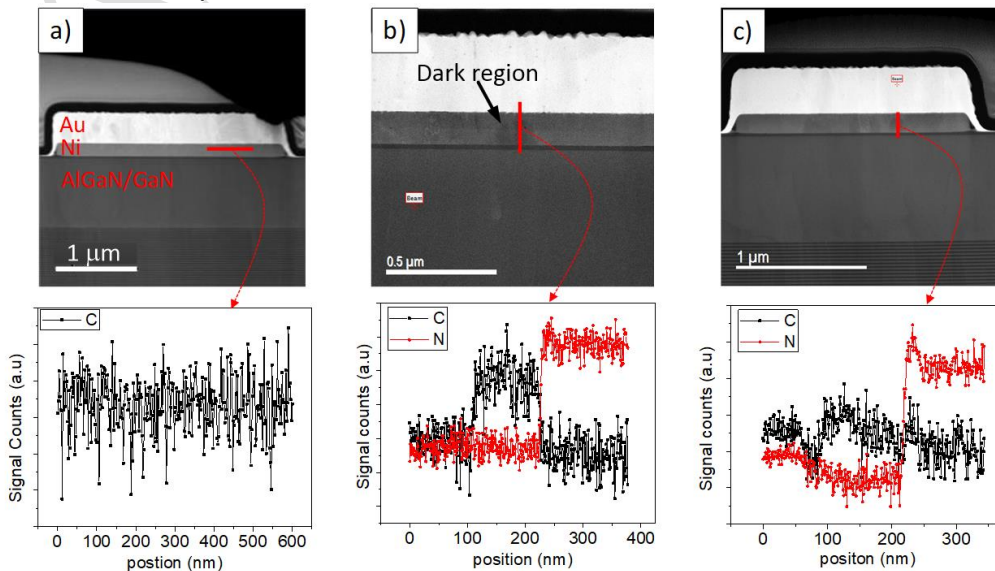 a)
Au
Ni
AlGaN/GaN
1 µm
b)
Dark region
Beam
0.5 µm
c)
Beam
1 µm
C
Signal Counts (a.u)
0 100 200 300 400 500 600
postion (nm)
C
N
Signal counts (a.u)
0 100 200 300 400
position (nm)
C
N
Signal counts (a.u)
0 100 200 300
positon (nm)